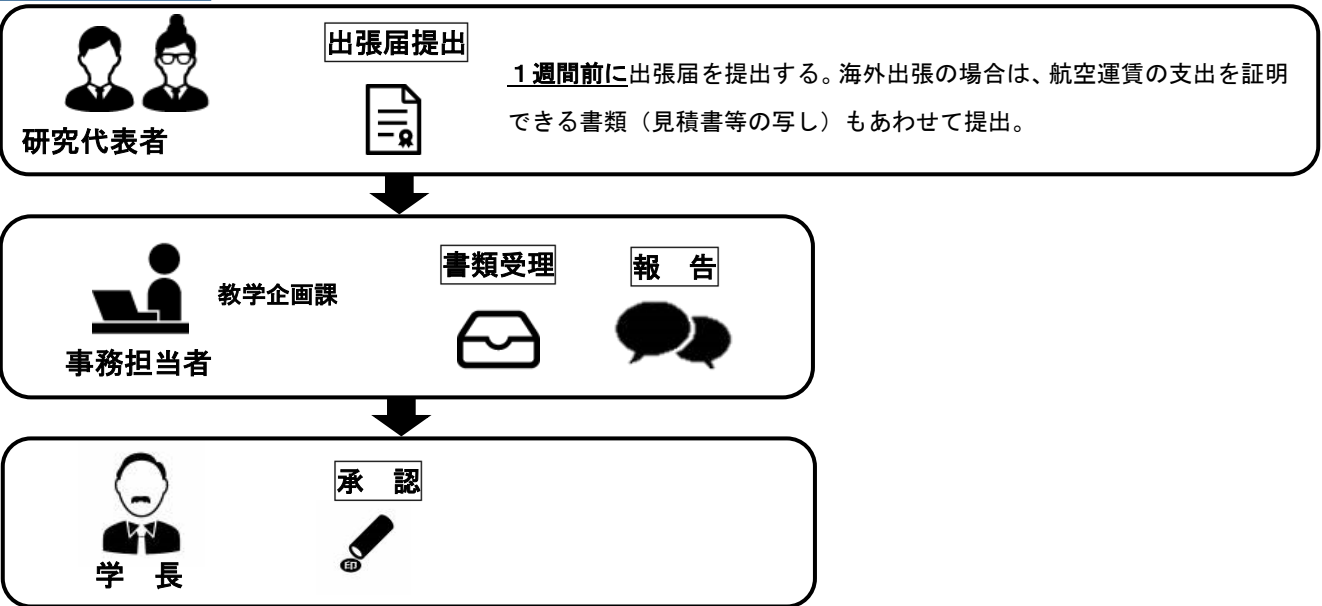 出張届提出
１週間前に出張届を提出する。海外出張の場合は、航空運賃の支出を証明
できる書類（見積書等の写し）もあわせて提出。
研究代表者
書類受理
報　告
教学企画課
事務担当者
承　認
印
学　長